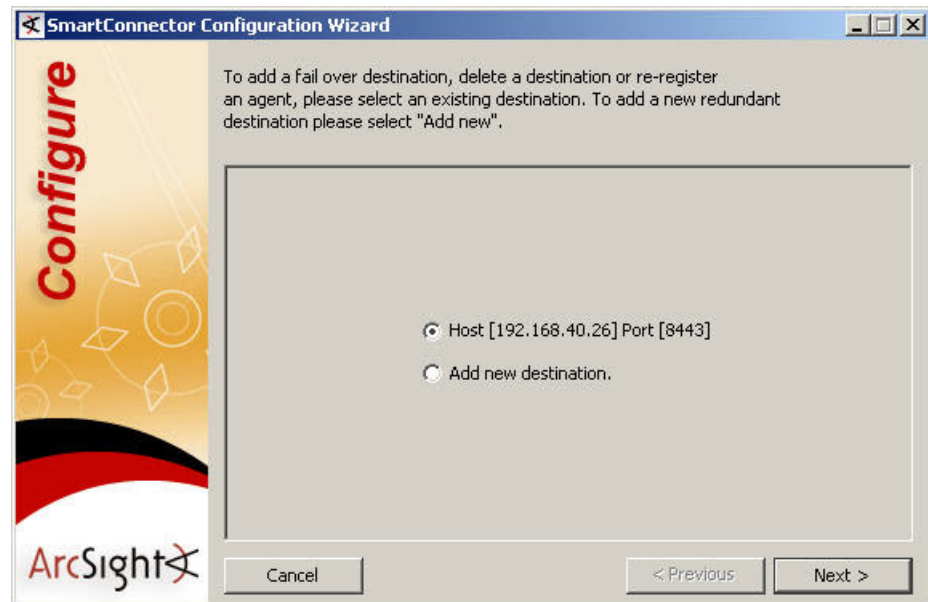 SmartConnector Configuration Wizard
Configure
To add a fail over destination, delete a destination or re-register
an agent, please select an existing destination. To add a new redundant
destination please select "Add new".
Host [192.168.40.26] Port [8443]
Add new destination.
ArcSight
Cancel
< Previous
Next >